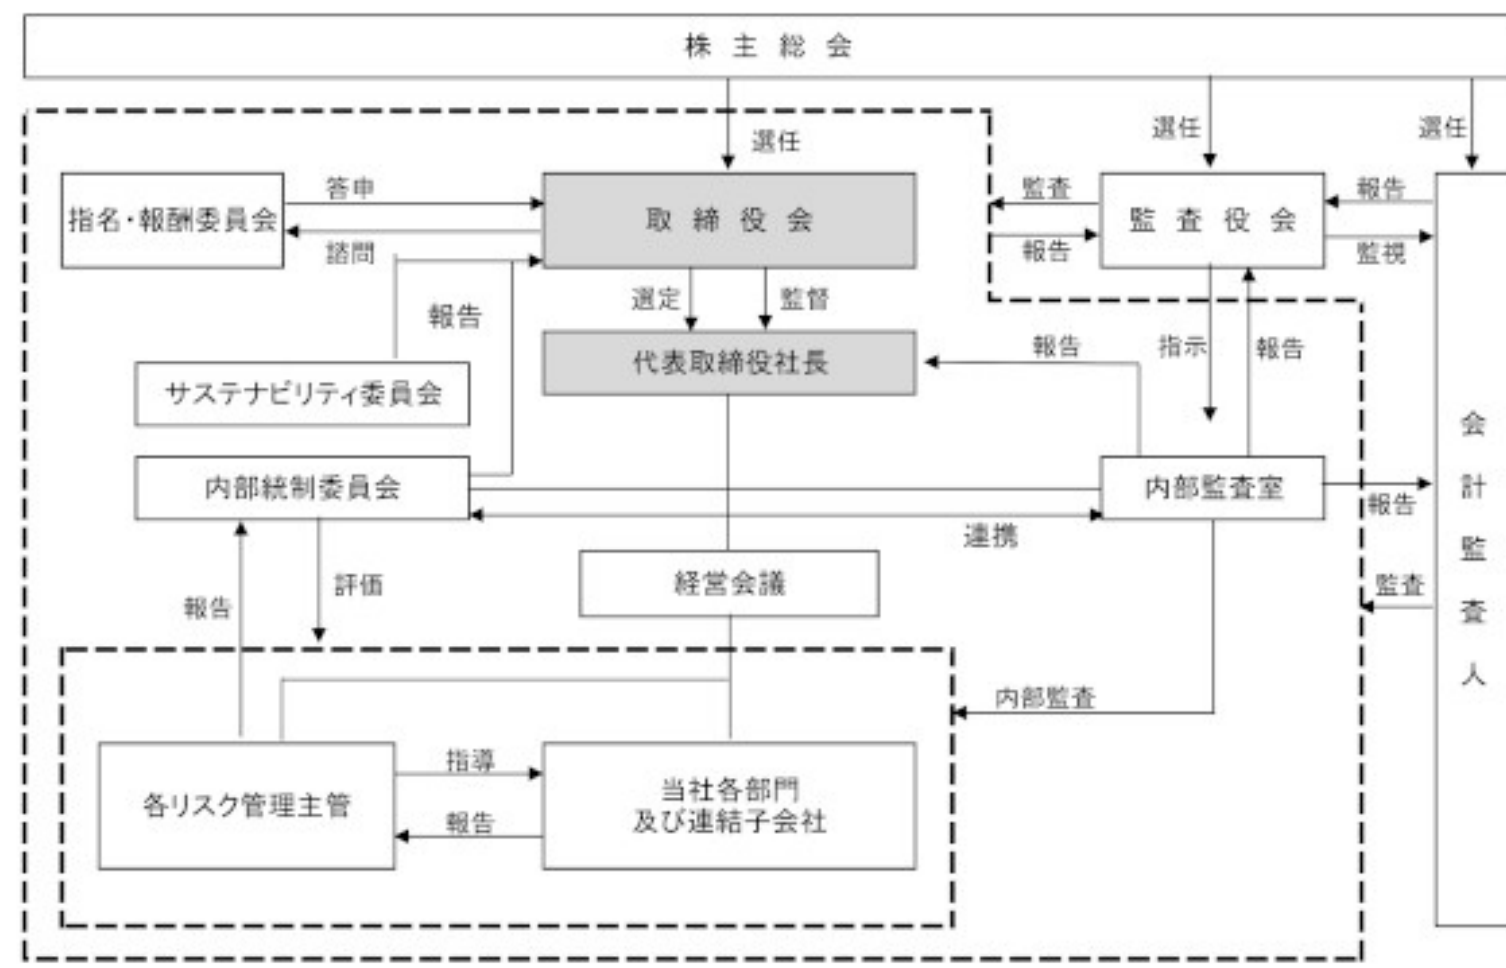 株主総会
選任
選任
選任
指名・報酬委員会
答申
諮問
取締役会
監査
報告
監査役会
報告
監視
選定
監督
報告
代表取締役社長
報告
指示
報告
サステナビリティ委員会
内部統制委員会
内部監査室
報告
連携
会計監査人
監査
経営会議
報告
評価
内部監査
各リスク管理主管
指導
報告
当社各部門
及び連結子会社